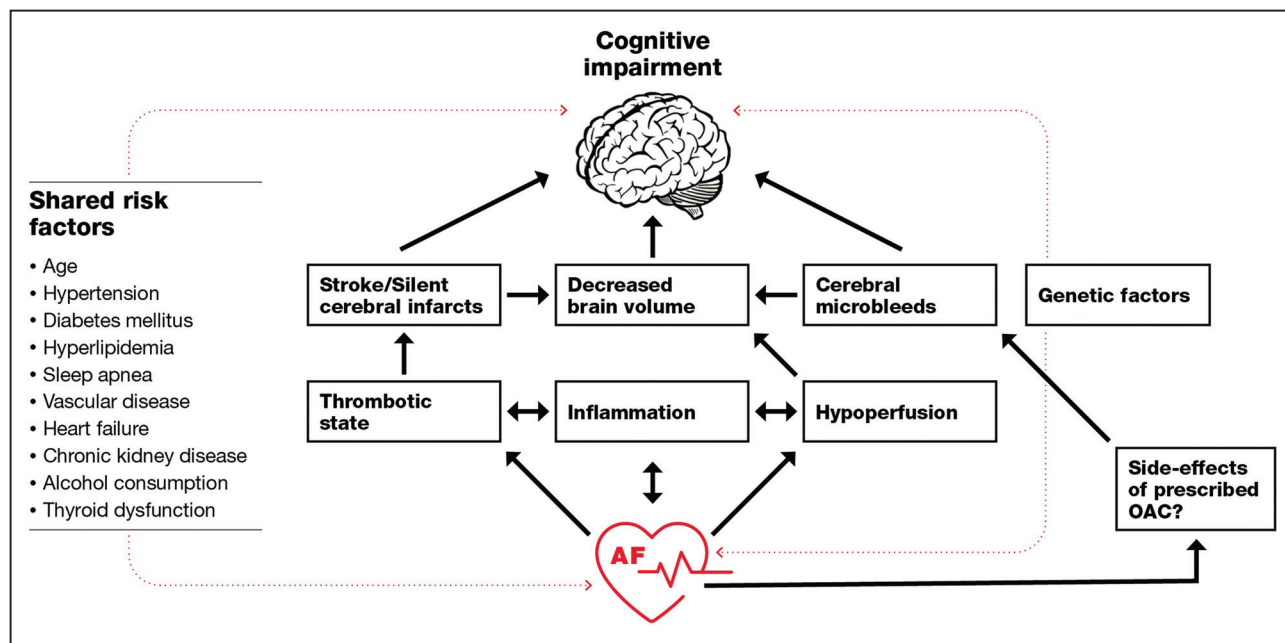 Cognitive
impairment
Shared risk
factors
• Age
• Hypertension
• Diabetes mellitus
• Hyperlipidemia
• Sleep apnea
• Vascular disease
• Heart failure
• Chronic kidney disease
• Alcohol consumption
• Thyroid dysfunction
Stroke/Silent
cerebral infarcts
Decreased
brain volume
Cerebral
microbleeds
Genetic factors
Thrombotic
state
Inflammation
Hypoperfusion
Side-effects
of prescribed
OAC?
AF